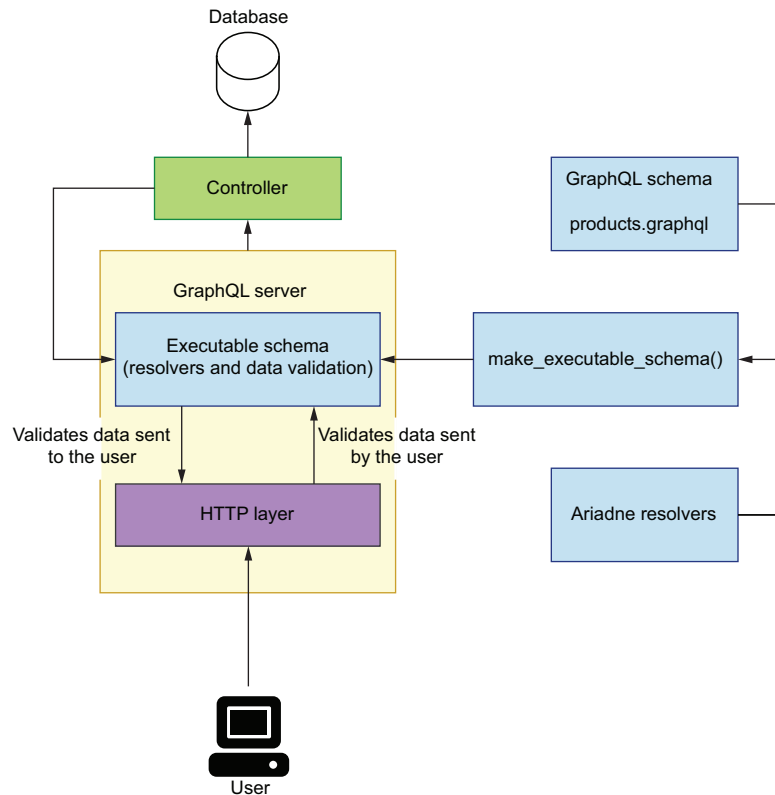 Database
Controller
GraphQL schema
products.graphql
GraphQL server
Executable schema
(resolvers and data validation)
make_executable_schema()
Validates data sent
to the user
Validates data sent
by the user
HTTP layer
Ariadne resolvers
User